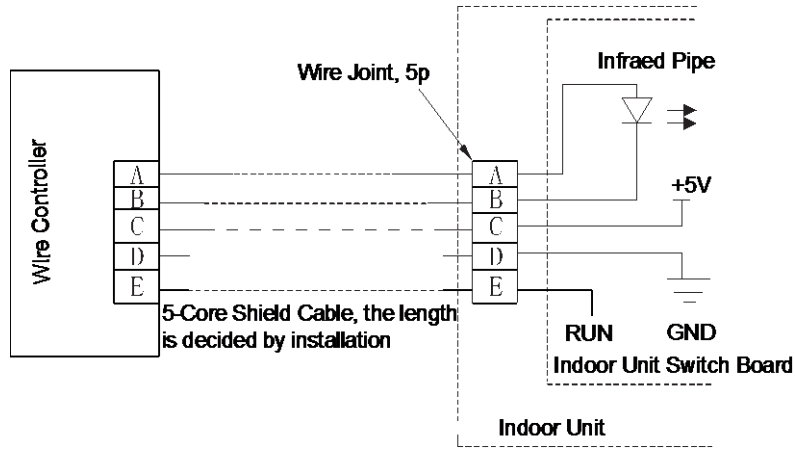 Infraed Pipe
Wire Joint, 5p
Wire Controller
A
B
C
D
E
A
B
C
D
E
+5V
5-Core Shield Cable, the length
is decided by installation
RUN
GND
Indoor Unit Switch Board
Indoor Unit